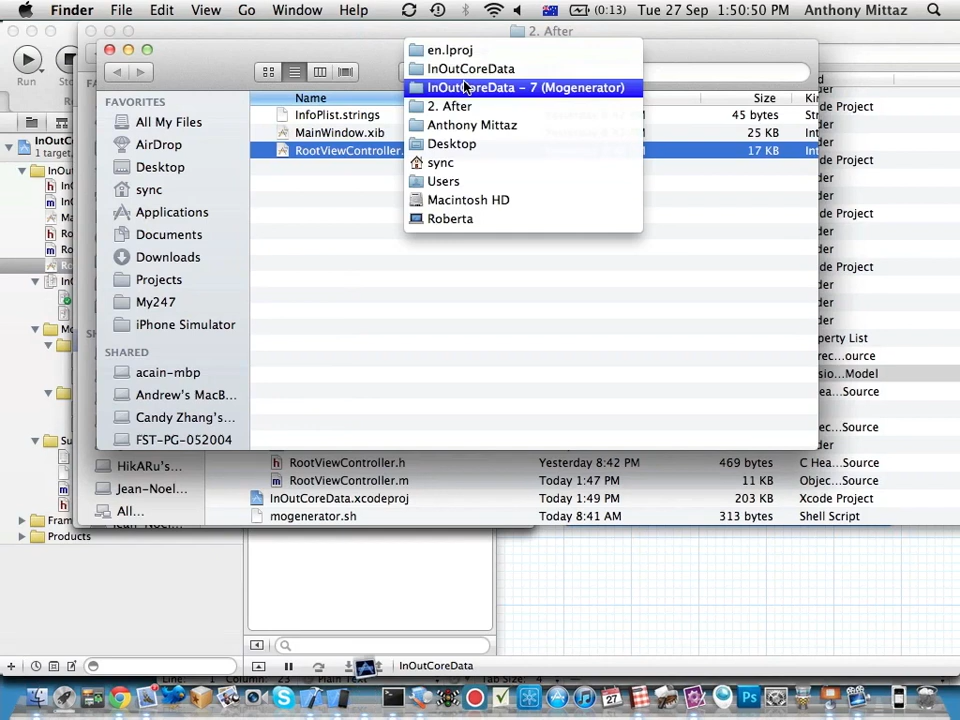 Finder File Edit View Go Window Help (0:13) Tue 27 Sep 1:50:50 PM Anthony Mittaz
2. After
Run
en.lproj
InOutCoreData
InOutCoreData – 7 (Mogenerator)
2. After
Anthony Mittaz
Desktop
sync
Users
Macintosh HD
Roberta
FAVORITES
All My Files
AirDrop
Desktop
sync
Applications
Documents
Downloads
Projects
My247
iPhone Simulator
SHARED
acain-mbp
Andrew's MacB...
Candy Zhang's...
FST-PG-052004
HikARu's...
Jean-Noel...
All...
Name Size
InfoPlist.strings 45 bytes
MainWindow.xib 25 KB
RootViewController. 17 KB
1 target,
Products
RootViewController.h Yesterday 8:42 PM 469 bytes C Hea...Source
RootViewController.m Today 1:47 PM 11 KB Objec...Source
InOutCoreData.xcodeproj Today 1:49 PM 203 KB Xcode Project
mogenerator.sh Today 8:41 AM 313 bytes Shell Script
InOutCoreData